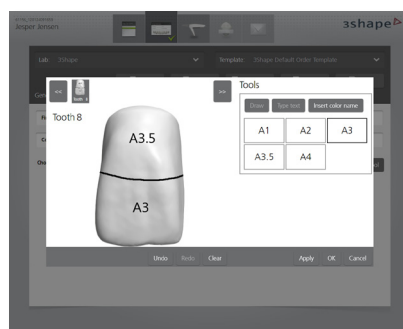 Jesper Jensen
3shape
Lab: 3Shape
Template: 3Shape Default Order Template
<<
>>
Tools
Tooth 8
Draw
Type text
Insert color name
A1
A2
A3
A3.5
A4
A3.5
A3
Undo
Redo
Clear
Apply
OK
Cancel